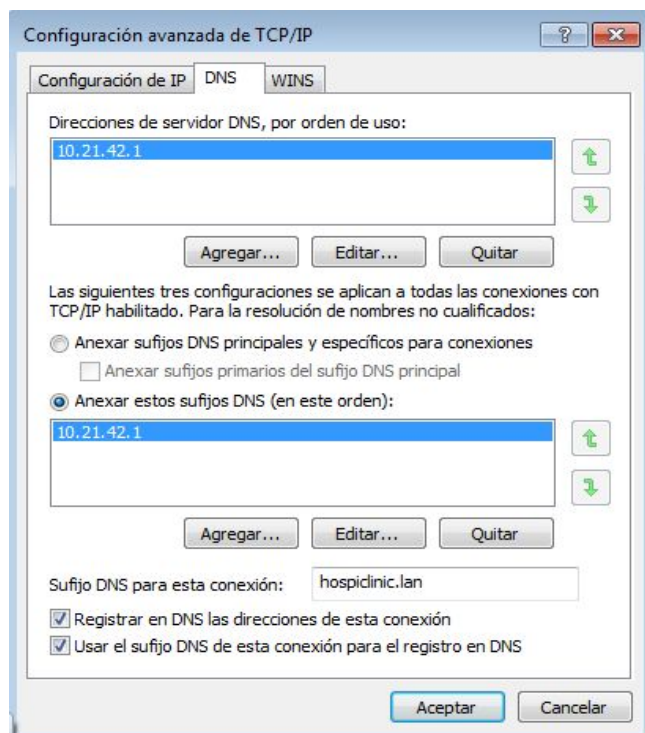 Configuración avanzada de TCP/IP
Configuración de IP DNS WINS
Direcciones de servidor DNS, por orden de uso:
10.21.42.1
Agregar... Editar... Quitar
Las siguientes tres configuraciones se aplican a todas las conexiones con
TCP/IP habilitado. Para la resolución de nombres no cualificados:
Anexar sufijos DNS principales y específicos para conexiones
Anexar sufijos primarios del sufijo DNS principal
Anexar estos sufijos DNS (en este orden):
10.21.42.1
Agregar... Editar... Quitar
Sufijo DNS para esta conexión: hospiclinic.lan
Registrar en DNS las direcciones de esta conexión
Usar el sufijo DNS de esta conexión para el registro en DNS
Aceptar Cancelar